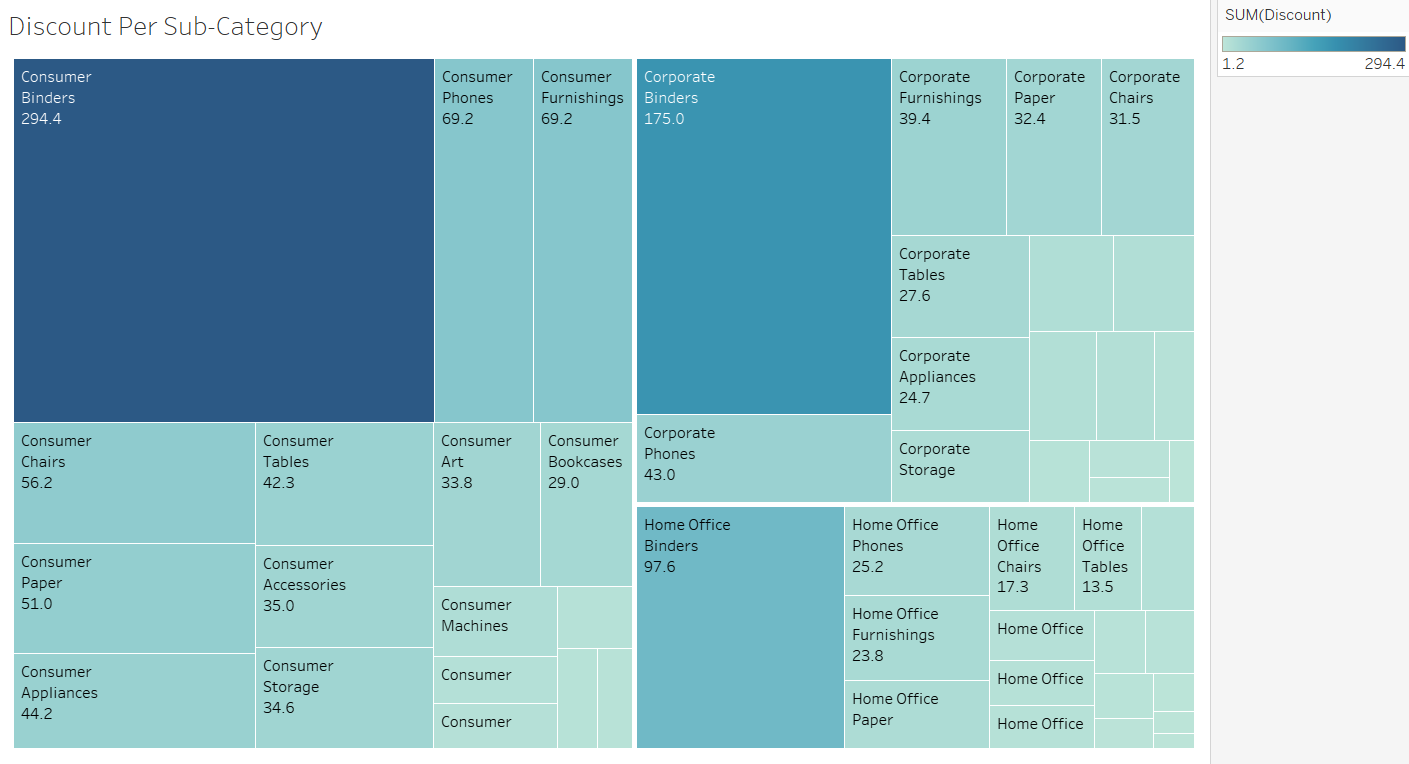 Discount Per Sub-Category
SUM(Discount)
1.2 294.4
Consumer
Binders
294.4
Consumer
Phones
69.2
Consumer
Furnishings
69.2
Consumer
Chairs
56.2
Consumer
Paper
51.0
Consumer
Appliances
44.2
Consumer
Tables
42.3
Consumer
Accessories
35.0
Consumer
Storage
34.6
Consumer
Art
33.8
Consumer
Bookcases
29.0
Consumer
Machines
Consumer
Consumer
Corporate
Binders
175.0
Corporate
Phones
43.0
Corporate
Furnishings
39.4
Corporate
Paper
32.4
Corporate
Chairs
31.5
Corporate
Tables
27.6
Corporate
Appliances
24.7
Corporate
Storage
Home Office
Binders
97.6
Home Office
Phones
25.2
Home Office
Furnishings
23.8
Home Office
Paper
Home
Office
Chairs
17.3
Home
Office
Tables
13.5
Home Office
Home Office
Home Office